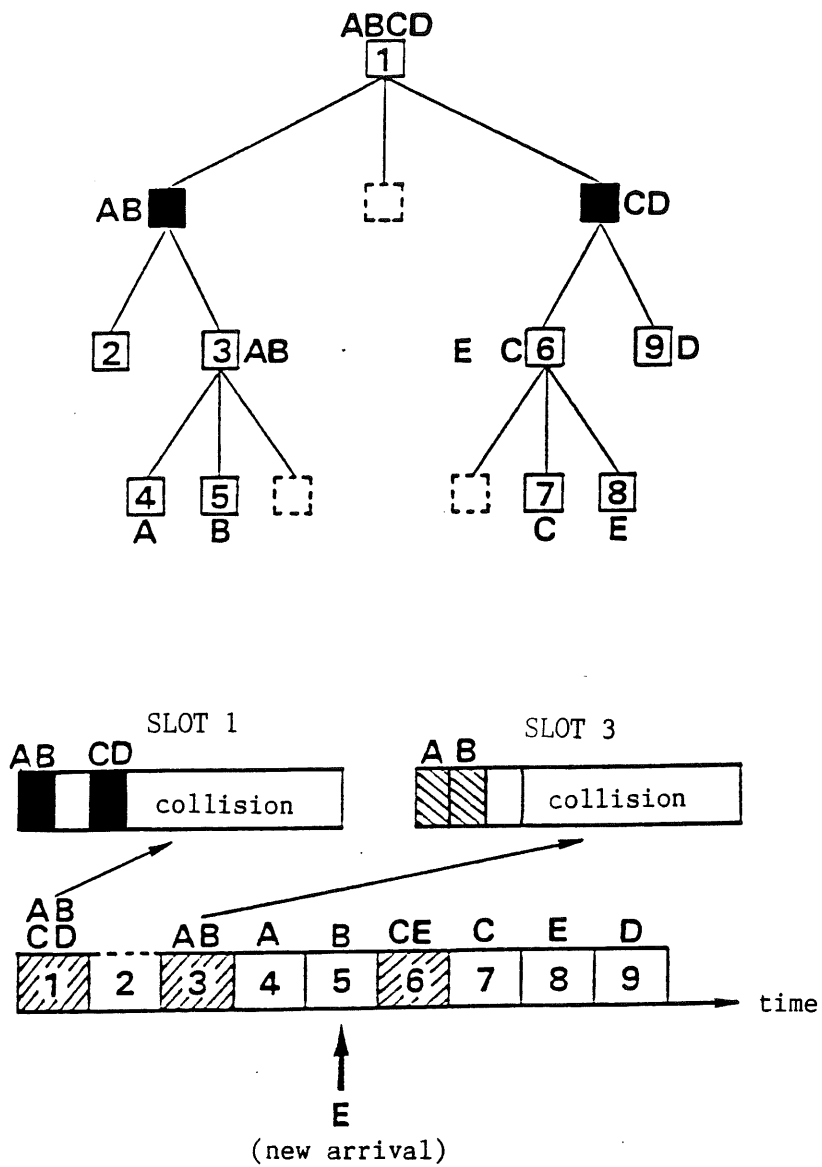 ABCD
1
AB CD
2 3 AB E C 6 9 D
4 5 7 8
A B C E
SLOT 1 SLOT 3
AB CD A B
collision collision
AB
CD AB A B CE C E D
1 2 3 4 5 6 7 8 9
time
E
(new arrival)